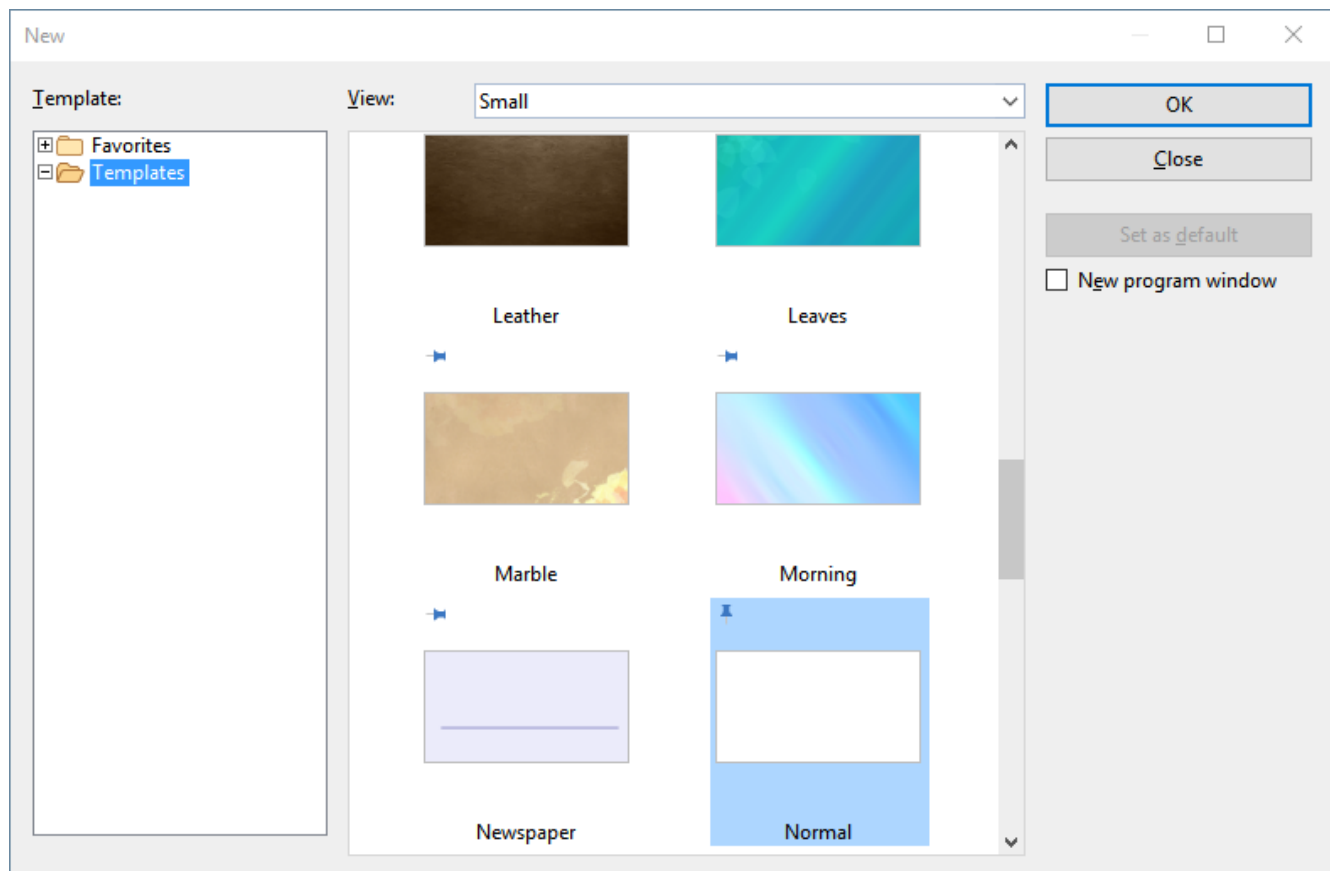 New
Template:
View:
Small
OK
Favorites
Templates
Close
Set as default
New program window
Leather
Leaves
Marble
Morning
Newspaper
Normal